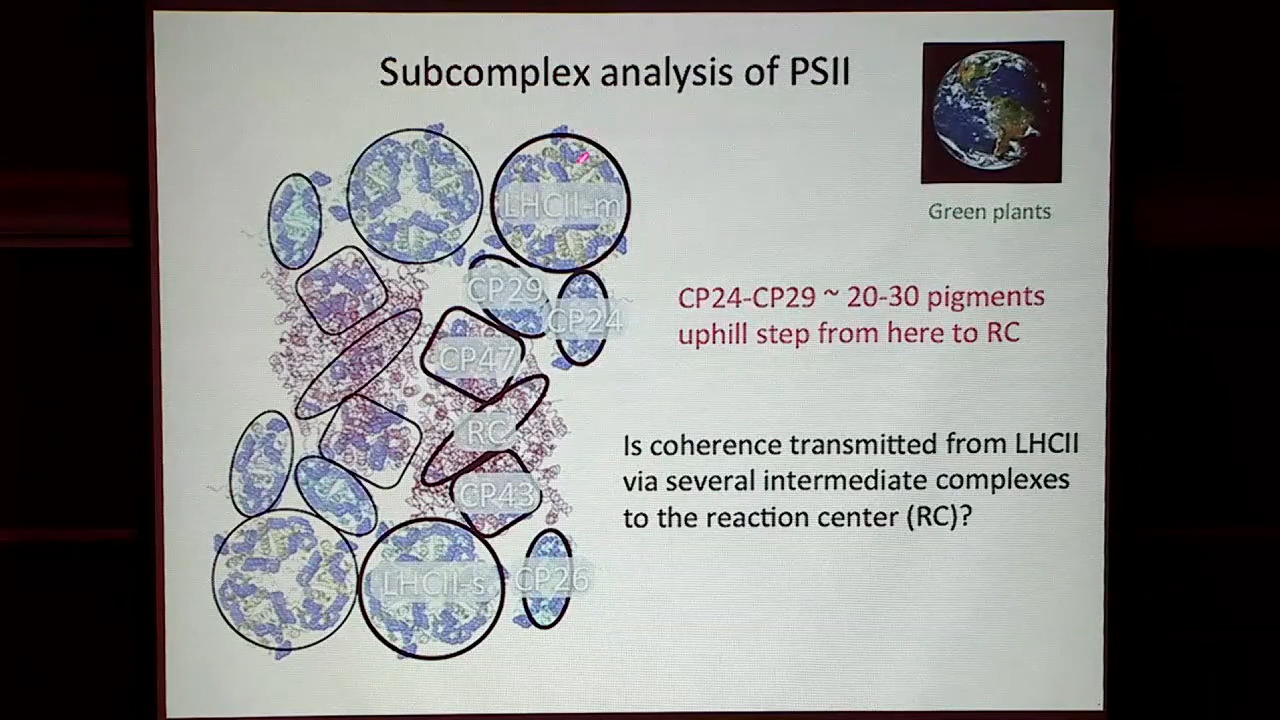 Subcomplex analysis of PSII
Green plants
LHCII-m
CP29
CP24
CP47
RC
CP43
LHCII-s
CP26
CP24-CP29 ~ 20-30 pigments
uphill step from here to RC
Is coherence transmitted from LHCII
via several intermediate complexes
to the reaction center (RC)?